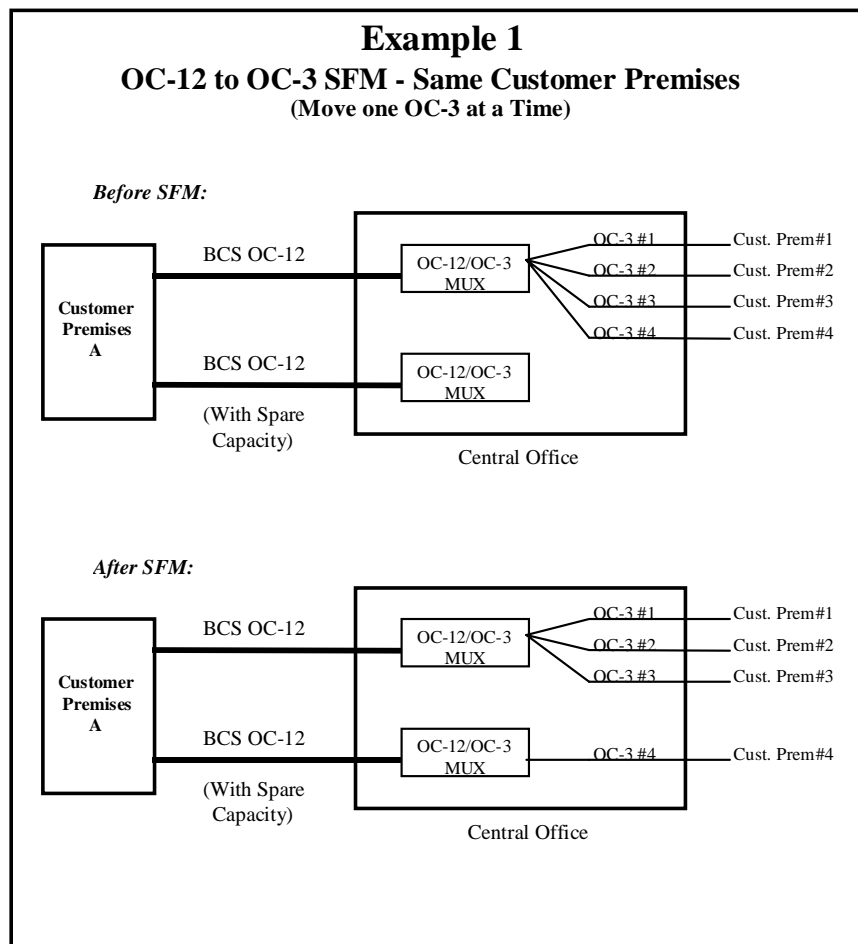 Example 1
OC-12 to OC-3 SFM - Same Customer Premises
(Move one OC-3 at a Time)
Before SFM:
BCS OC-12
OC-12/OC-3
MUX
OC-3 #1
Cust. Prem#1
OC-3 #2
Cust. Prem#2
OC-3 #3
Cust. Prem#3
OC-3 #4
Cust. Prem#4
Customer
Premises
A
BCS OC-12
OC-12/OC-3
MUX
(With Spare
Capacity)
Central Office
After SFM:
BCS OC-12
OC-12/OC-3
MUX
OC-3 #1
Cust. Prem#1
OC-3 #2
Cust. Prem#2
OC-3 #3
Cust. Prem#3
Customer
Premises
A
BCS OC-12
OC-12/OC-3
MUX
OC-3 #4
Cust. Prem#4
(With Spare
Capacity)
Central Office